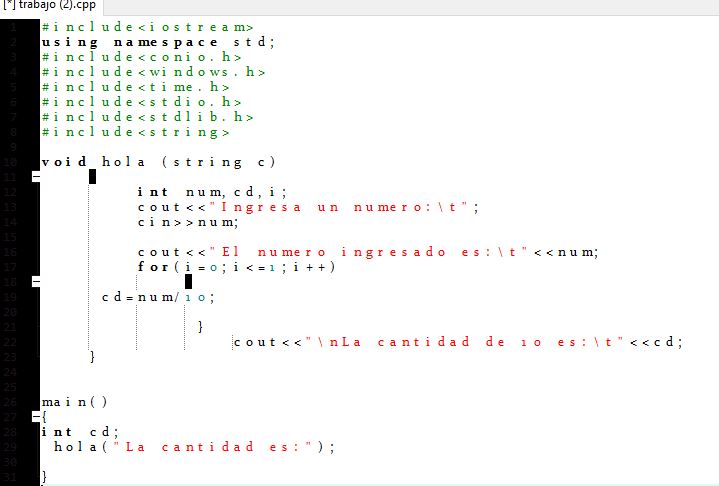 [*] trabajo (2).cpp
1 #include<iostream>
2 using namespace std;
3 #include<conio.h>
4 #include<windows.h>
5 #include<time.h>
6 #include<stdio.h>
7 #include<stdlib.h>
8 #include<string>
9
10 void hola (string c)
11
12 int num, cd, i;
13 cout<<"Ingresa un numero:\t";
14 cin>>num;
15
16 cout<<"El numero ingresado es:\t"<<num;
17 for(i=0;i<=1;i++)
18
19 cd=num/10;
20
21 }
22 cout<<"\nLa cantidad de 10 es:\t"<<cd;
23 }
24
25
26 main()
27 {
28 int cd;
29 hola("La cantidad es:");
30
31 }